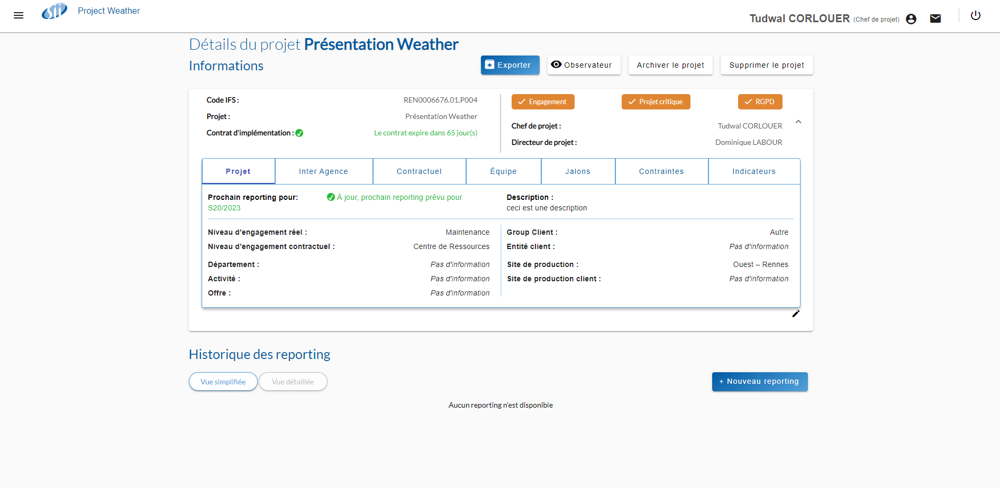 Project Weather
Tudwal CORLOUER (Chef de projet)
Détails du projet Présentation Weather
Informations
Exporter
Observateur
Archiver le projet
Supprimer le projet
Code IFS : REN0006676.01.P004
Projet : Présentation Weather
Contrat d'implémentation : Le contrat expire dans 65 jour(s)
Engagement
Projet critique
RGPD
Chef de projet : Tudwal CORLOUER
Directeur de projet : Dominique LABOUR
Projet
Inter Agence
Contractuel
Équipe
Jalons
Contraintes
Indicateurs
Prochain reporting pour: À jour, prochain reporting prévu pour
S20/2023
Description :
ceci est une description
Niveau d'engagement réel : Maintenance
Niveau d'engagement contractuel : Centre de Ressources
Département : Pas d'information
Activité : Pas d'information
Offre : Pas d'information
Group Client : Autre
Entité client : Pas d'information
Site de production : Ouest – Rennes
Site de production client : Pas d'information
Historique des reporting
Vue simplifiée
Vue détaillée
+ Nouveau reporting
Aucun reporting n'est disponible